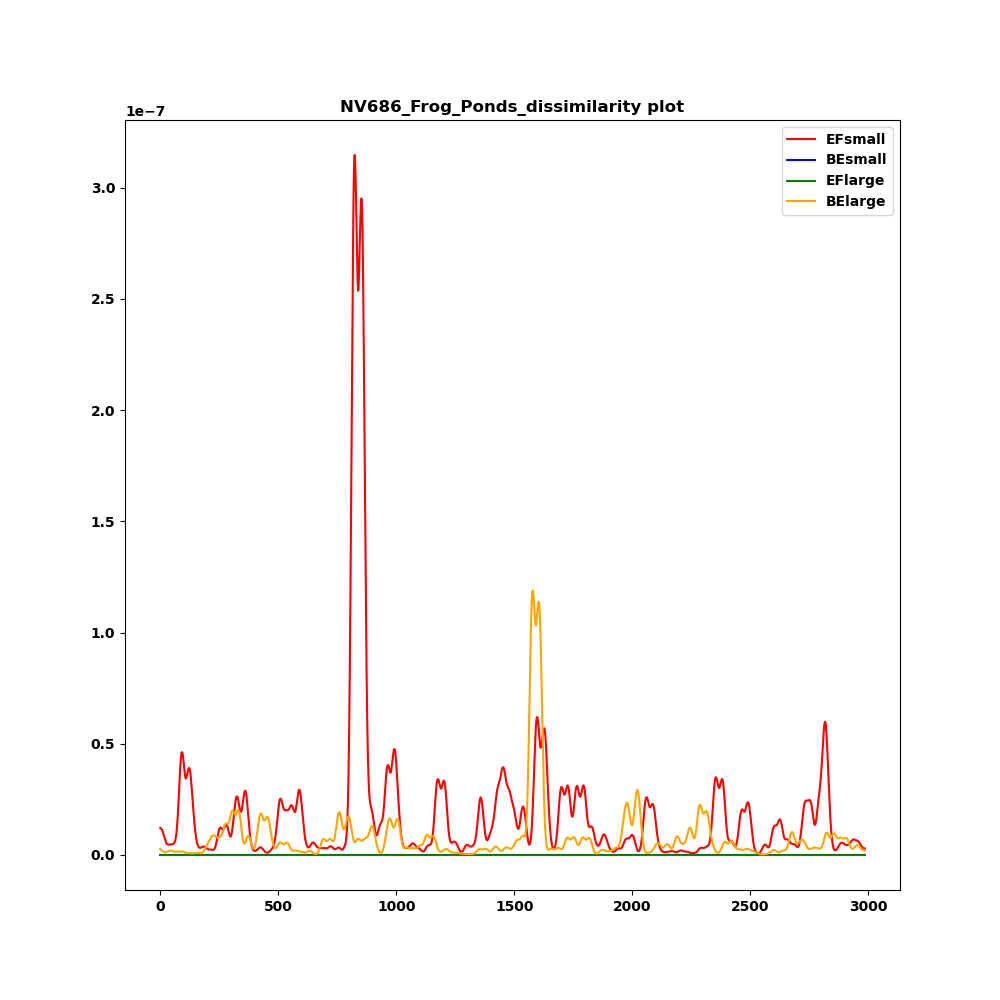 NV686_Frog_Ponds_dissimilarity plot
1e−7
EFsmall
BEsmall
EFlarge
BElarge
3.0
2.5
2.0
1.5
1.0
0.5
0.0
0 500 1000 1500 2000 2500 3000